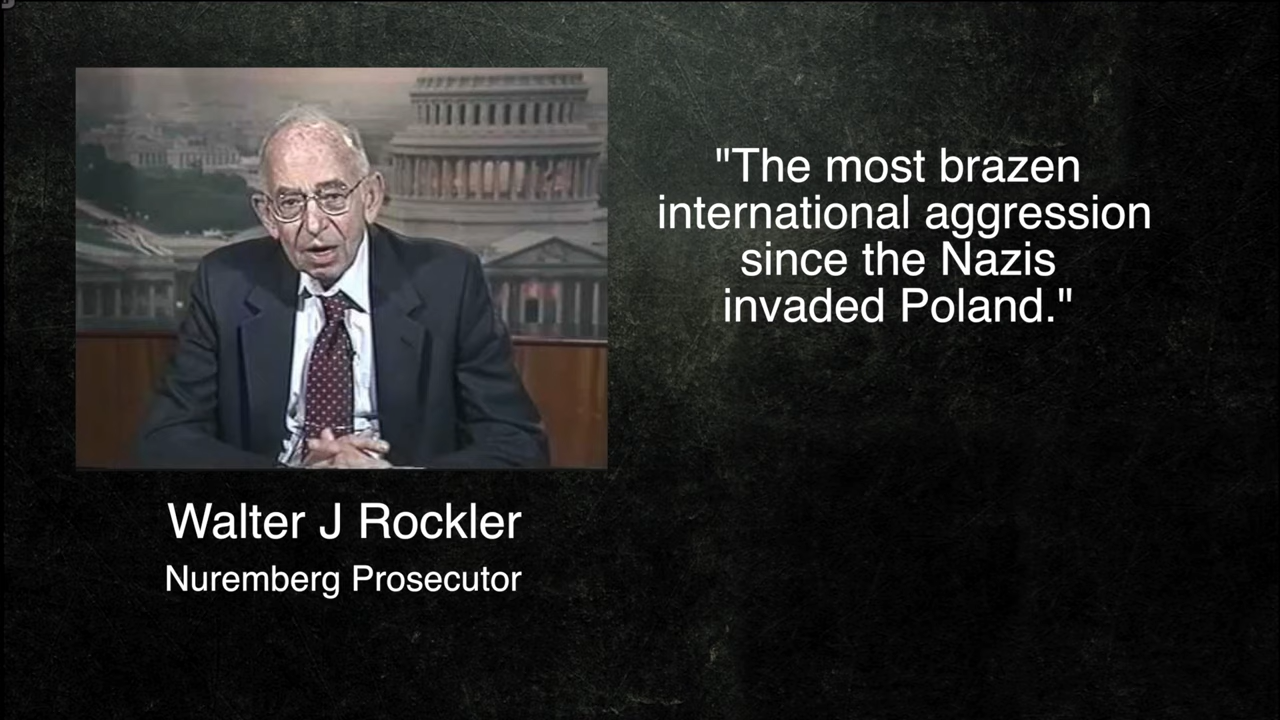 "The most brazen
international aggression
since the Nazis
invaded Poland."
Walter J Rockler
Nuremberg Prosecutor